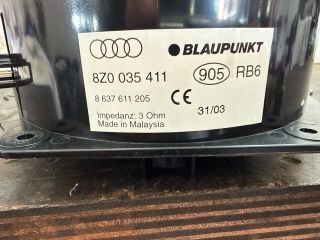 BLAUPUNKT
8Z0 035 411
905 RB6
8 637 611 205
CE
31/03
Impedanz: 3 Ohm
Made in Malaysia